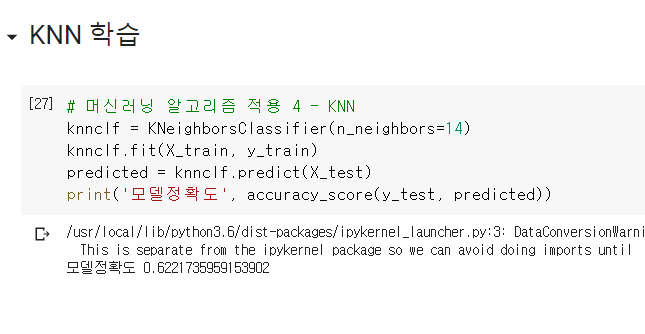 KNN 학습
[27] # 머신러닝 알고리즘 적용 4 - KNN
knnclf = KNeighborsClassifier(n_neighbors=14)
knnclf.fit(X_train, y_train)
predicted = knnclf.predict(X_test)
print('모델정확도', accuracy_score(y_test, predicted))
/usr/local/lib/python3.6/dist-packages/ipykernel_launcher.py:3: DataConversionWarni
This is separate from the ipykernel package so we can avoid doing imports until
모델정확도 0.6221735959153902